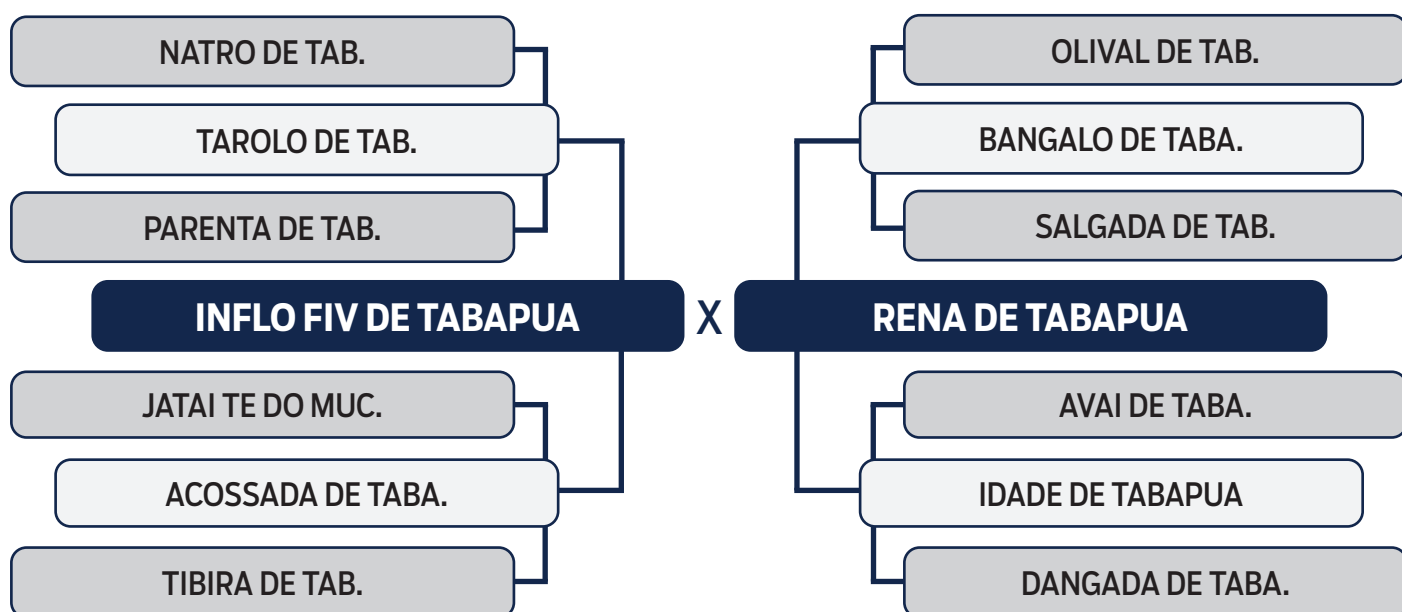 NATRO DE TAB.
TAROLO DE TAB.
PARENTA DE TAB.
INFLO FIV DE TABAPUA
JATAI TE DO MUC.
ACOSSADA DE TABA.
TIBIRA DE TAB.
X
OLIVAL DE TAB.
BANGALO DE TABA.
SALGADA DE TAB.
RENA DE TABAPUA
AVAI DE TABA.
IDADE DE TABAPUA
DANGADA DE TABA.